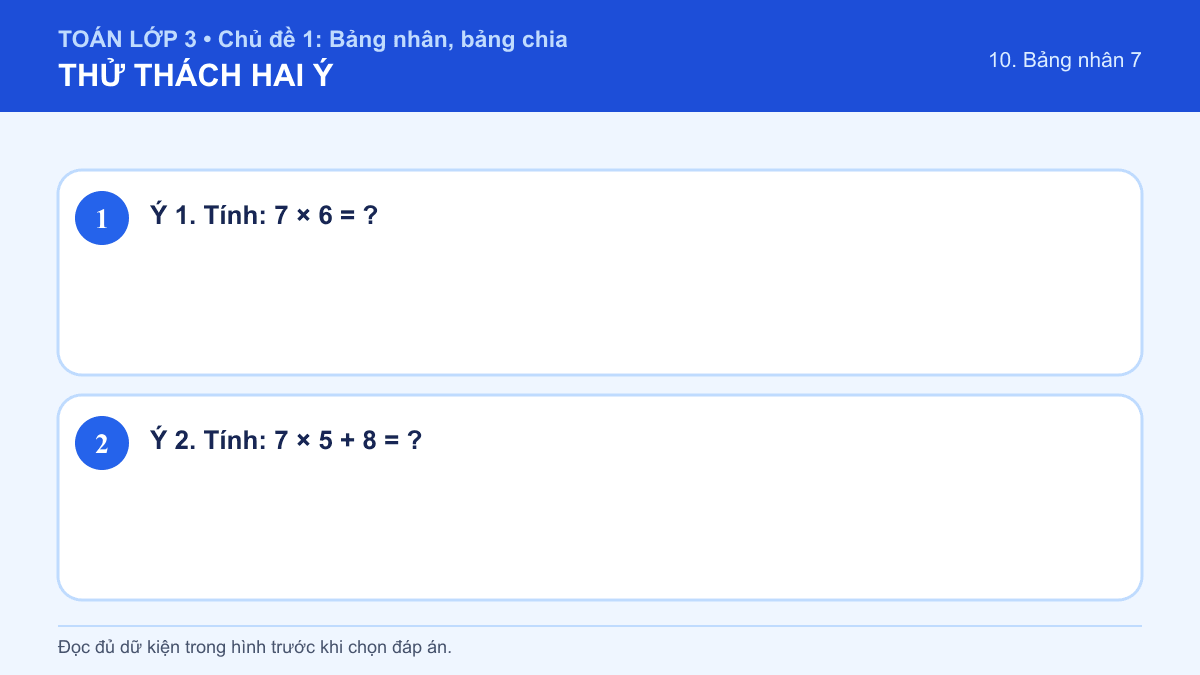 TOÁN LỚP 3 • Chủ đề 1: Bảng nhân, bảng chia
THỬ THÁCH HAI Ý
10. Bảng nhân 7
1
Ý 1. Tính: 7 × 6 = ?
2
Ý 2. Tính: 7 × 5 + 8 = ?
Đọc đủ dữ kiện trong hình trước khi chọn đáp án.